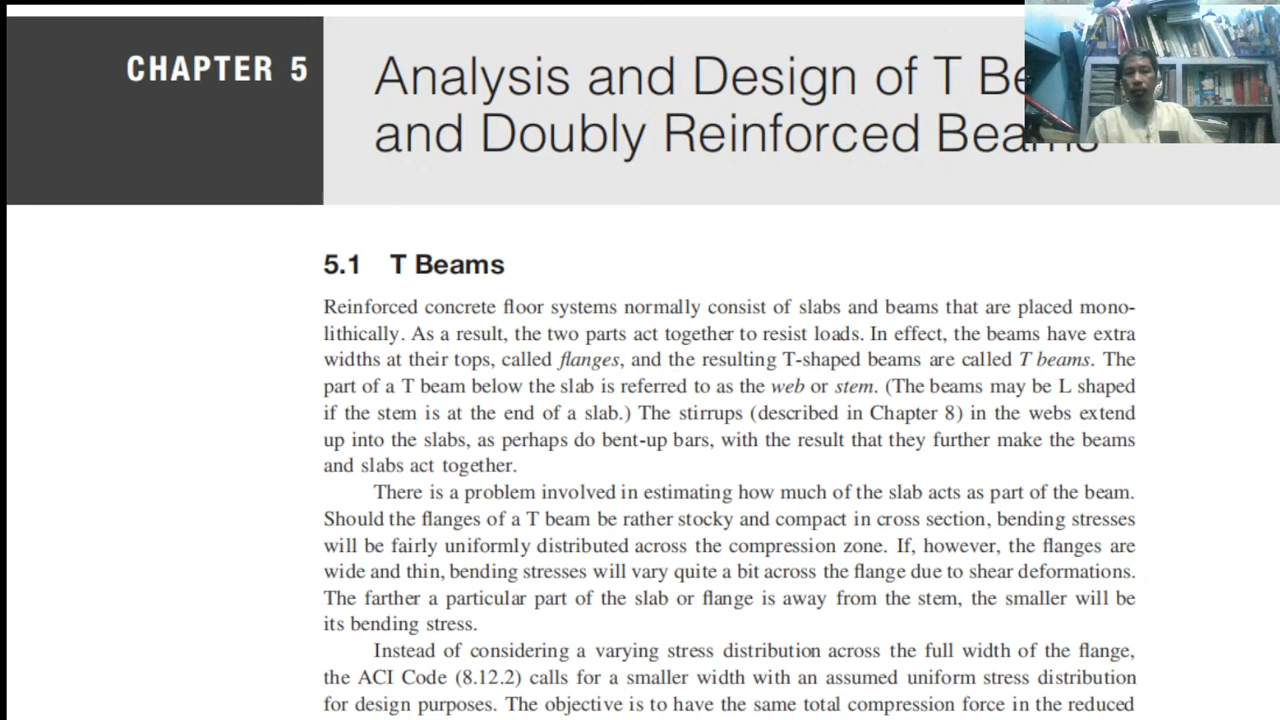 CHAPTER 5
Analysis and Design of T Be
and Doubly Reinforced Beams
5.1 T Beams
Reinforced concrete floor systems normally consist of slabs and beams that are placed mono-
lithically. As a result, the two parts act together to resist loads. In effect, the beams have extra
widths at their tops, called flanges, and the resulting T-shaped beams are called T beams. The
part of a T beam below the slab is referred to as the web or stem. (The beams may be L shaped
if the stem is at the end of a slab.) The stirrups (described in Chapter 8) in the webs extend
up into the slabs, as perhaps do bent-up bars, with the result that they further make the beams
and slabs act together.
There is a problem involved in estimating how much of the slab acts as part of the beam.
Should the flanges of a T beam be rather stocky and compact in cross section, bending stresses
will be fairly uniformly distributed across the compression zone. If, however, the flanges are
wide and thin, bending stresses will vary quite a bit across the flange due to shear deformations.
The farther a particular part of the slab or flange is away from the stem, the smaller will be
its bending stress.
Instead of considering a varying stress distribution across the full width of the flange,
the ACI Code (8.12.2) calls for a smaller width with an assumed uniform stress distribution
for design purposes. The objective is to have the same total compression force in the reduced